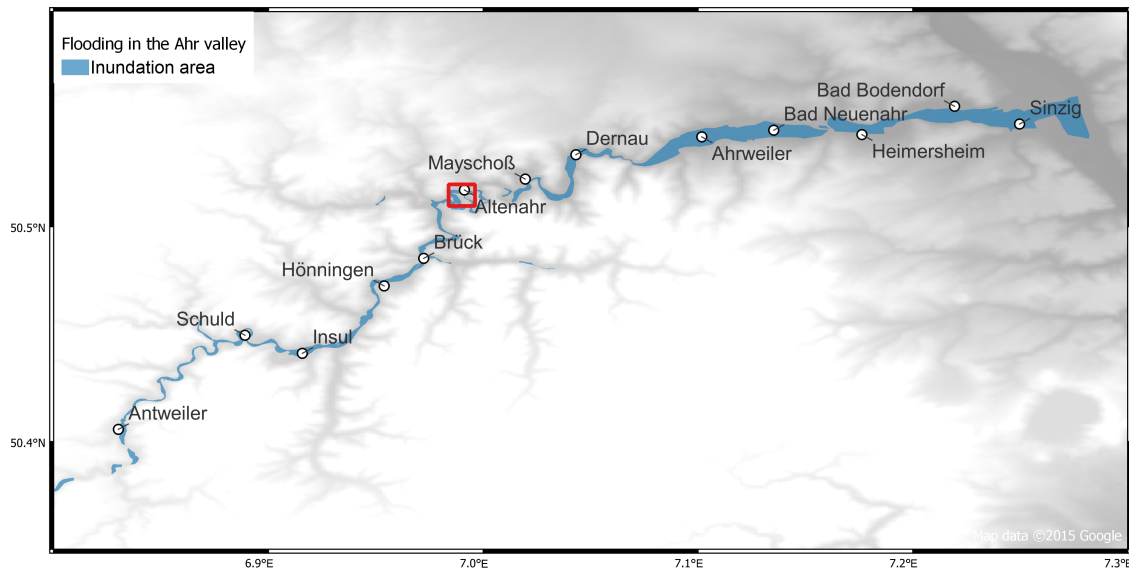 Flooding in the Ahr valley
Inundation area
Bad Bodendorf
Sinzig
Bad Neuenahr
Dernau
Ahrweiler
Heimersheim
Mayschoß
Altenahr
50.5°N
Brück
Hönningen
Schuld
Insul
Antweiler
50.4°N
Map data ©2015 Google
6.9°E
7.0°E
7.1°E
7.2°E
7.3°E